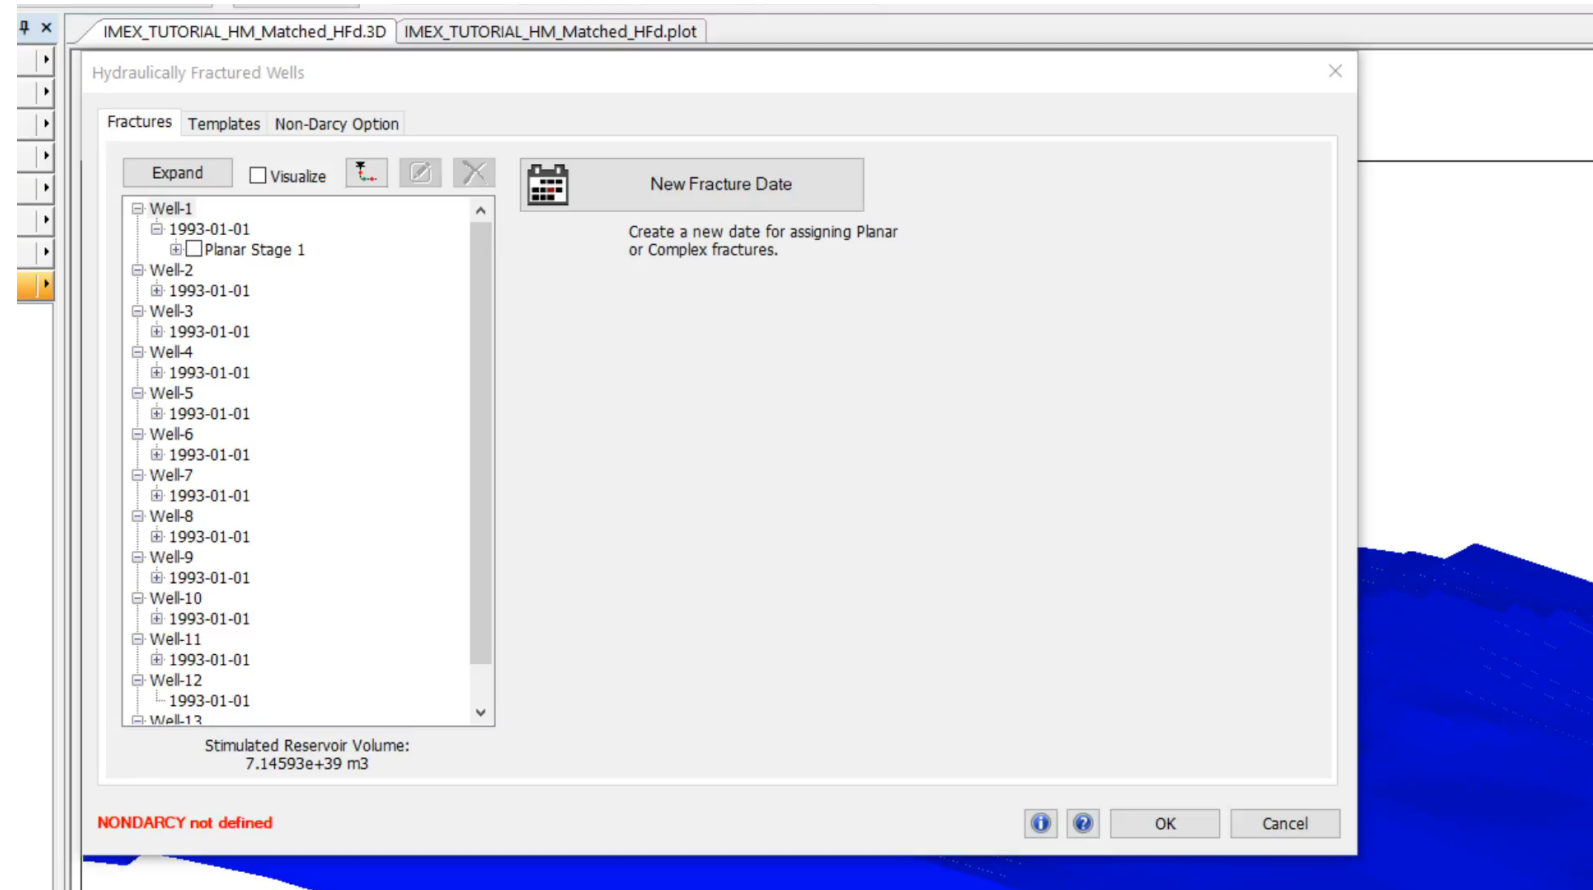 IMEX_TUTORIAL_HM_Matched_HFd.3D IMEX_TUTORIAL_HM_Matched_HFd.plot
Hydraulically Fractured Wells
Fractures Templates Non-Darcy Option
Expand Visualize New Fracture Date
Create a new date for assigning Planar
or Complex fractures.
Well-1
1993-01-01
Planar Stage 1
Well-2
1993-01-01
Well-3
1993-01-01
Well-4
1993-01-01
Well-5
1993-01-01
Well-6
1993-01-01
Well-7
1993-01-01
Well-8
1993-01-01
Well-9
1993-01-01
Well-10
1993-01-01
Well-11
1993-01-01
Well-12
1993-01-01
Well-13
Stimulated Reservoir Volume:
7.14593e+39 m3
NONDARCY not defined OK Cancel